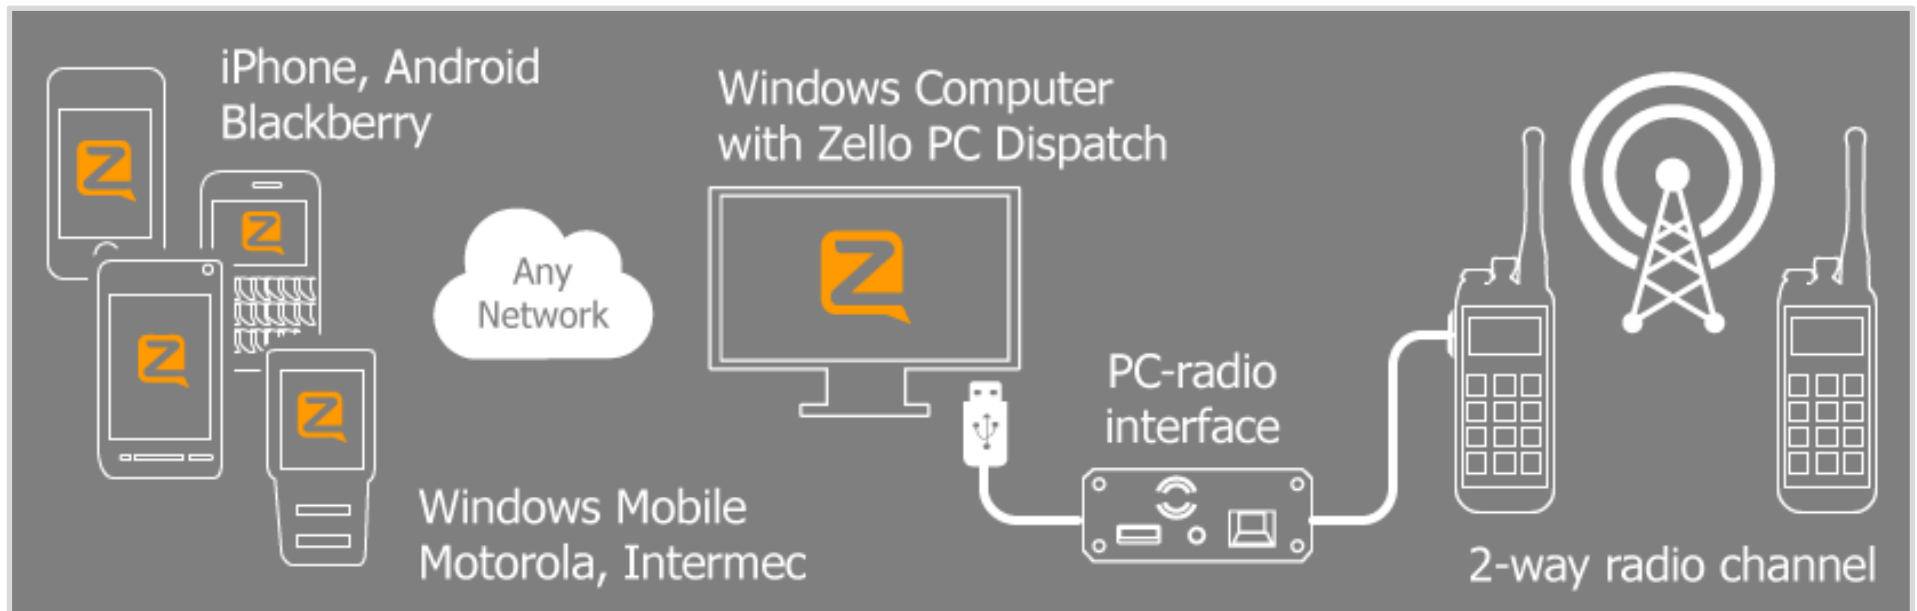 iPhone, Android
Blackberry
Windows Computer
with Zello PC Dispatch
Any
Network
PC-radio
interface
Windows Mobile
Motorola, Intermec
2-way radio channel